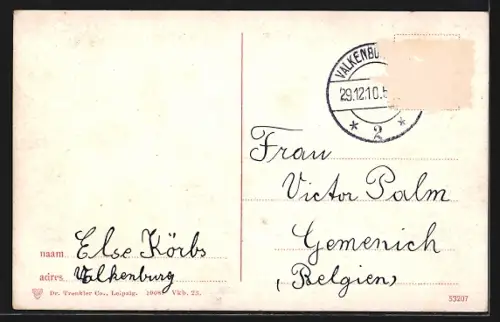 VALKENBU
29.12.10.5
* 2 *
Frau
Victor Palm
Gemenich
(Belgien)
naam Else Körbs
adres Valkenburg
Dr. Trenkler Co., Leipzig. 1908 Vkb. 23.
53207